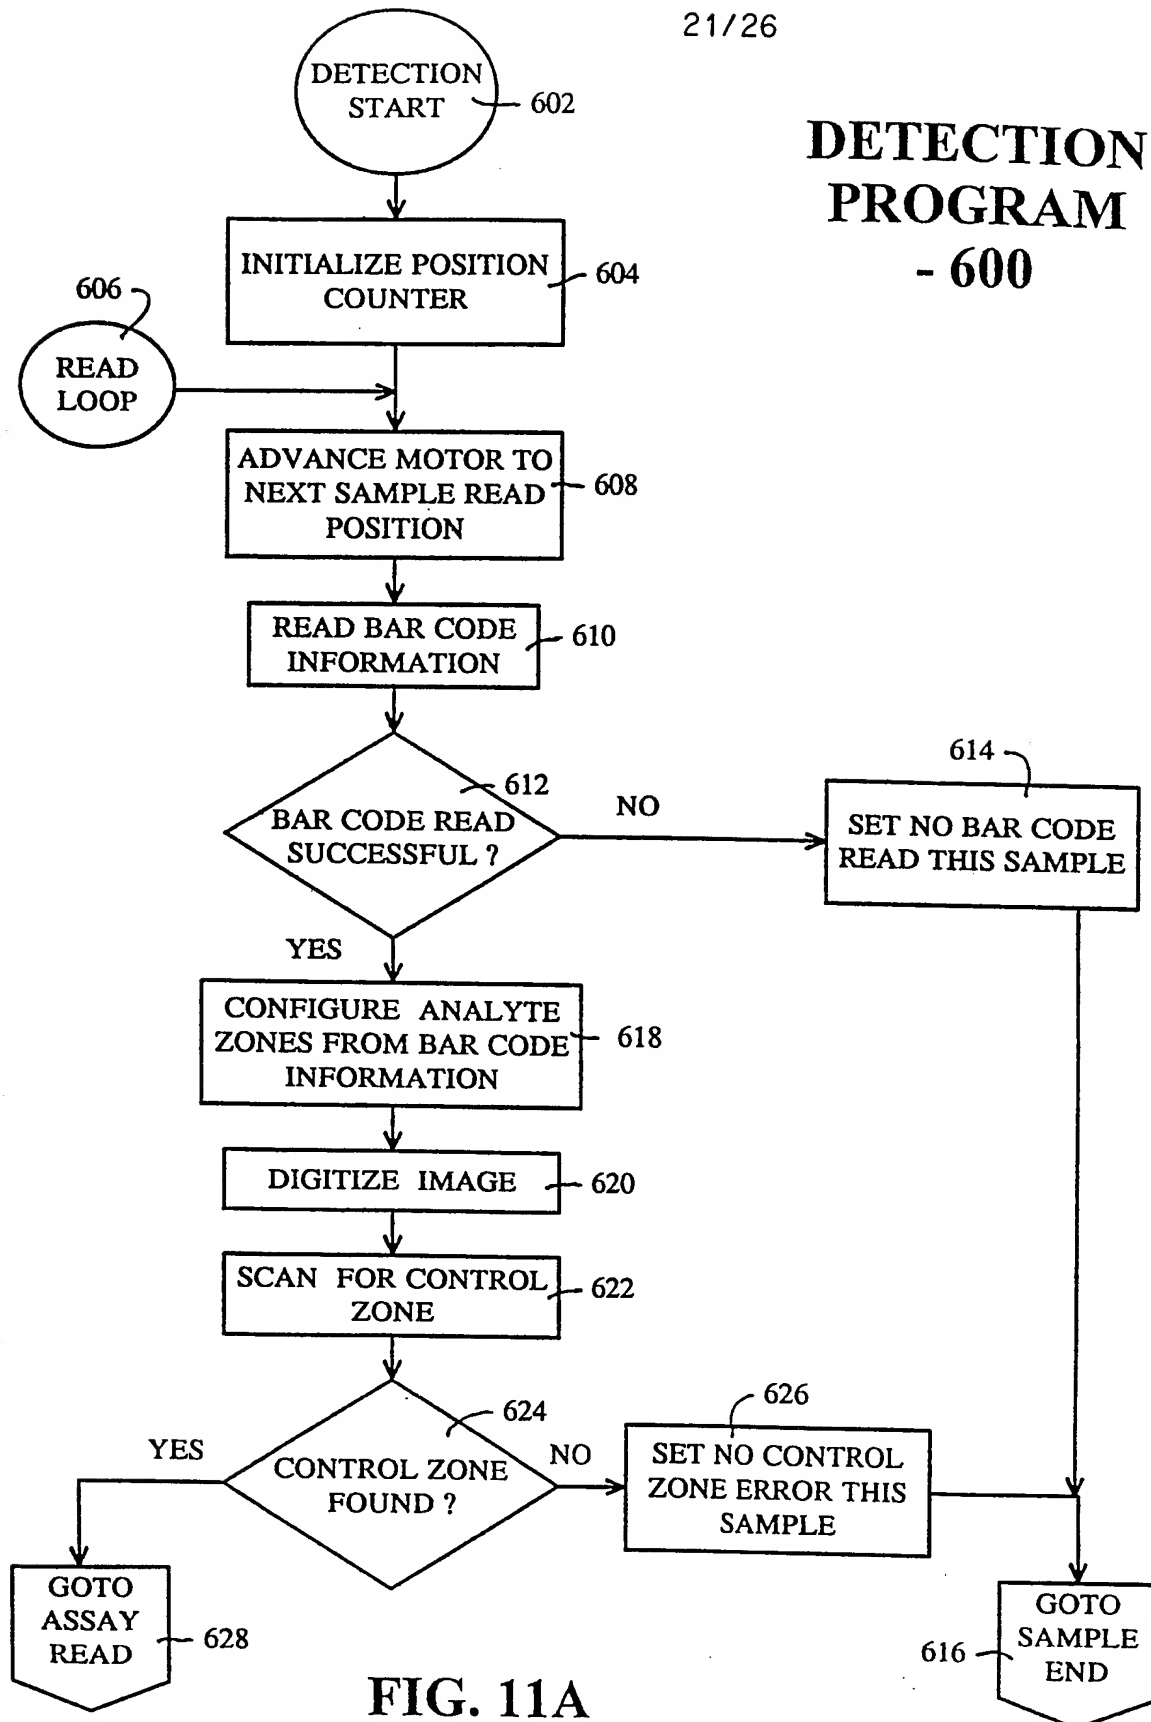 21/26
DETECTION
PROGRAM
- 600
DETECTION
START
602
INITIALIZE POSITION
COUNTER
604
606
READ
LOOP
ADVANCE MOTOR TO
NEXT SAMPLE READ
POSITION
608
READ BAR CODE
INFORMATION
610
612
BAR CODE READ
SUCCESSFUL ?
NO
614
SET NO BAR CODE
READ THIS SAMPLE
YES
CONFIGURE ANALYTE
ZONES FROM BAR CODE
INFORMATION
618
DIGITIZE IMAGE
620
SCAN FOR CONTROL
ZONE
622
624
CONTROL ZONE
FOUND ?
YES
NO
626
SET NO CONTROL
ZONE ERROR THIS
SAMPLE
GOTO
ASSAY
READ
628
GOTO
SAMPLE
END
616
FIG. 11A